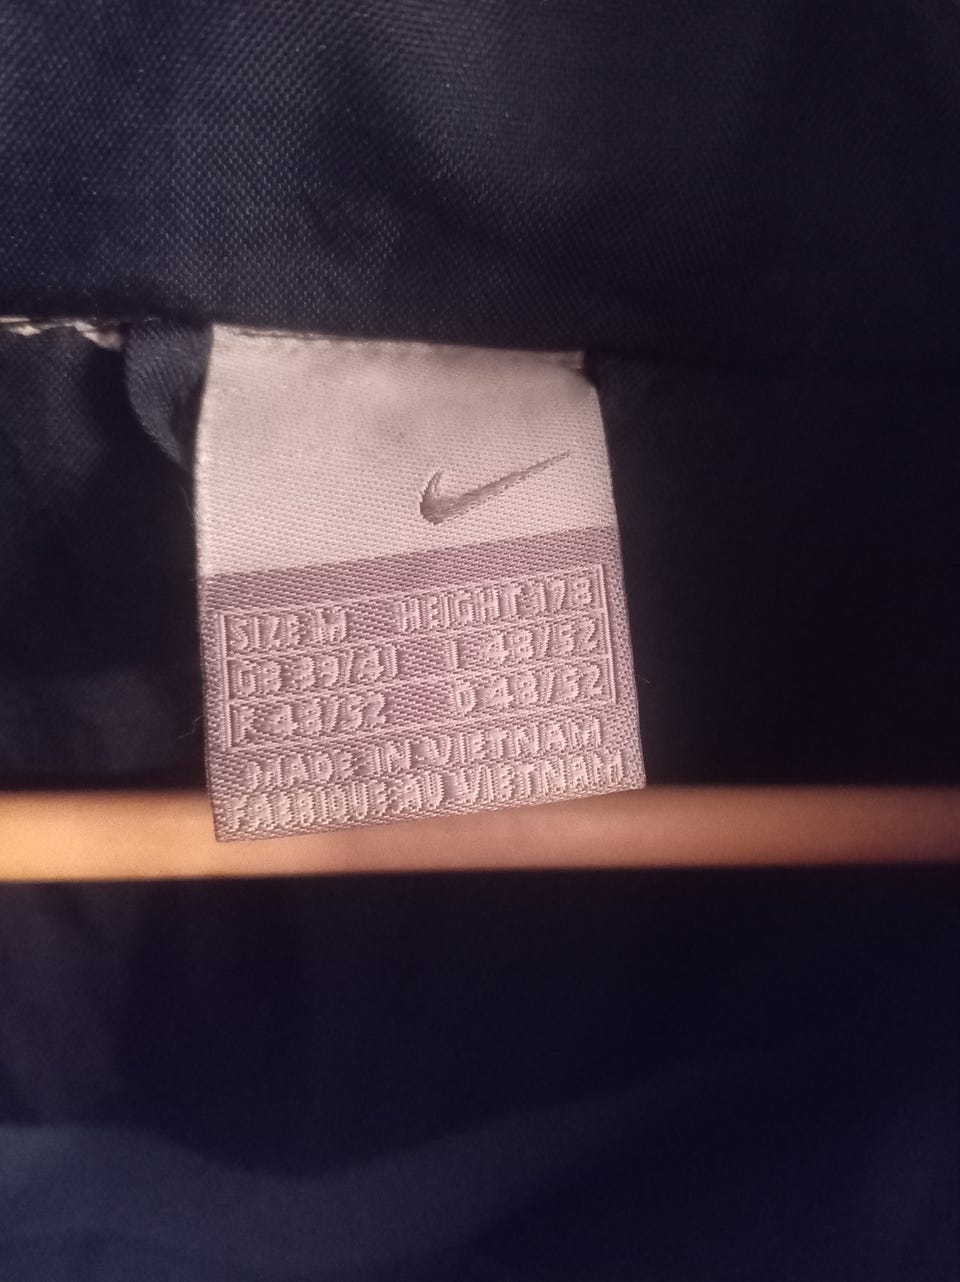 SIZE M HEIGHT 178
GB 39/41 I 48/52
F 48/52 D 48/52
MADE IN VIETNAM
FABRIQUE AU VIETNAM